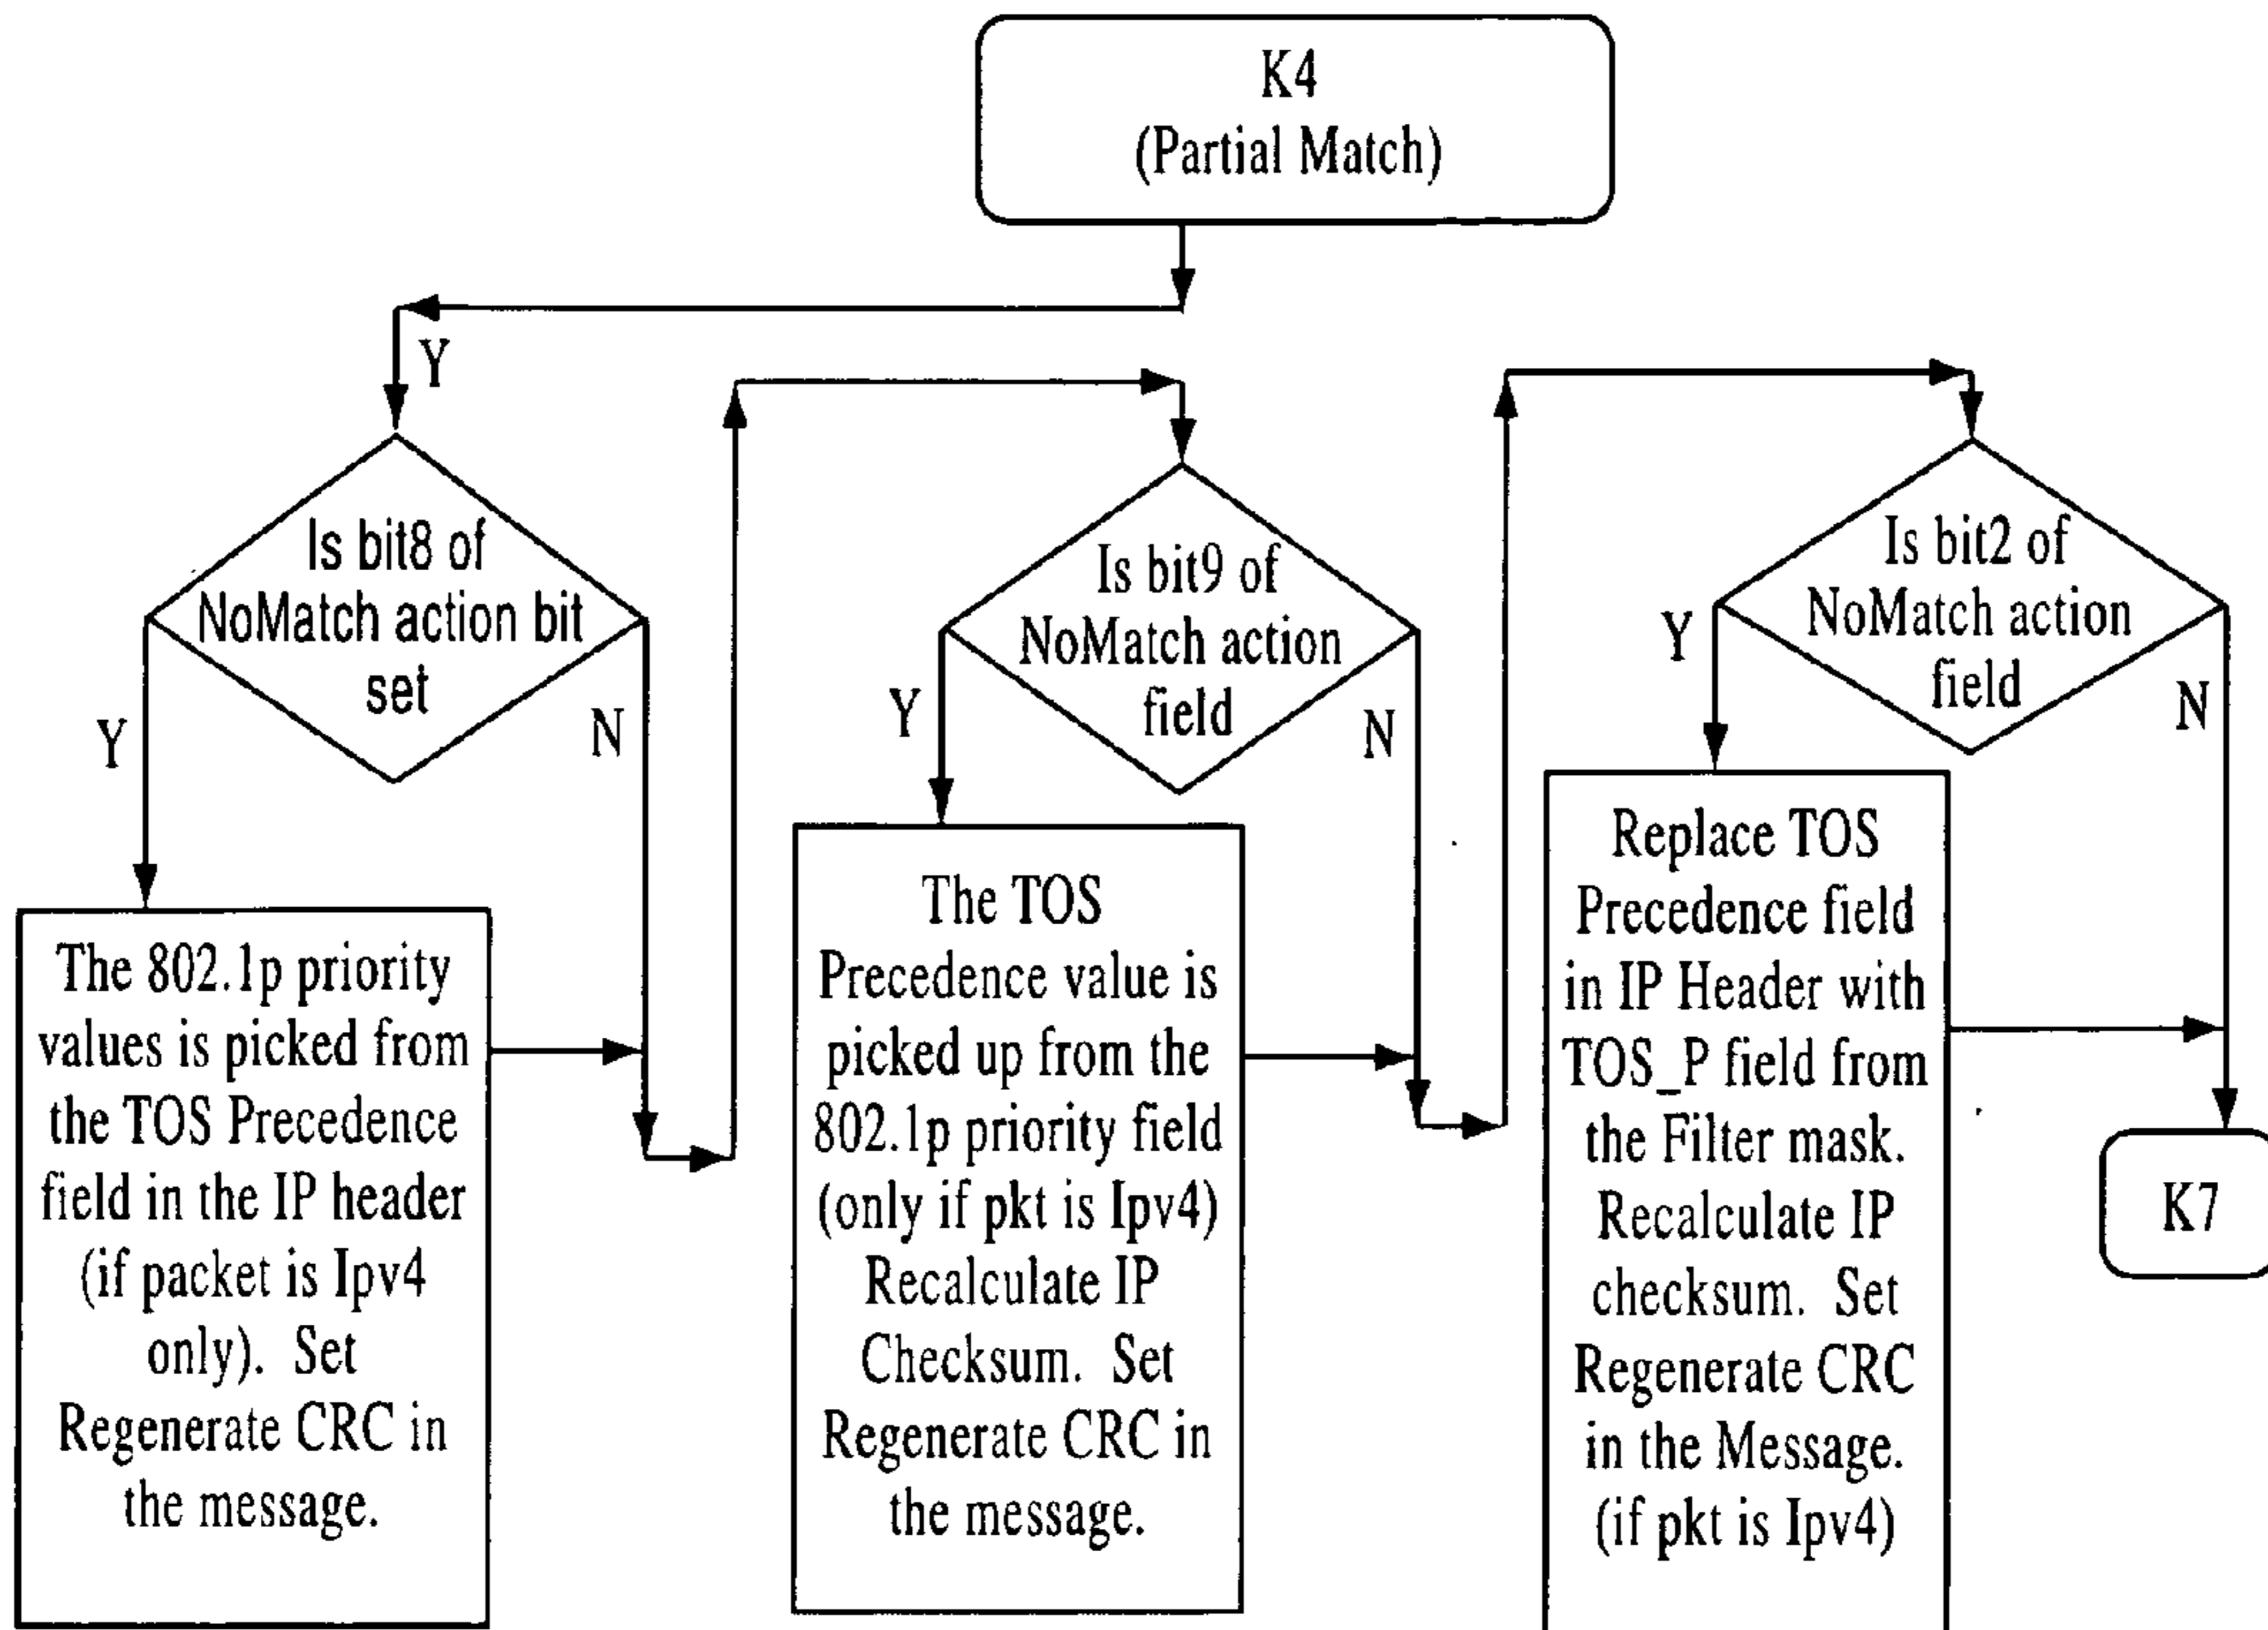 K4
(Partial Match)
Y
Is bit8 of
NoMatch action bit
set
Y
N
The 802.1p priority
values is picked from
the TOS Precedence
field in the IP header
(if packet is Ipv4
only). Set
Regenerate CRC in
the message.
Is bit9 of
NoMatch action
field
Y
N
The TOS
Precedence value is
picked up from the
802.1p priority field
(only if pkt is Ipv4)
Recalculate IP
Checksum. Set
Regenerate CRC in
the message.
Is bit2 of
NoMatch action
field
Y
N
Replace TOS
Precedence field
in IP Header with
TOS_P field from
the Filter mask.
Recalculate IP
checksum. Set
Regenerate CRC
in the Message.
(if pkt is Ipv4)
K7